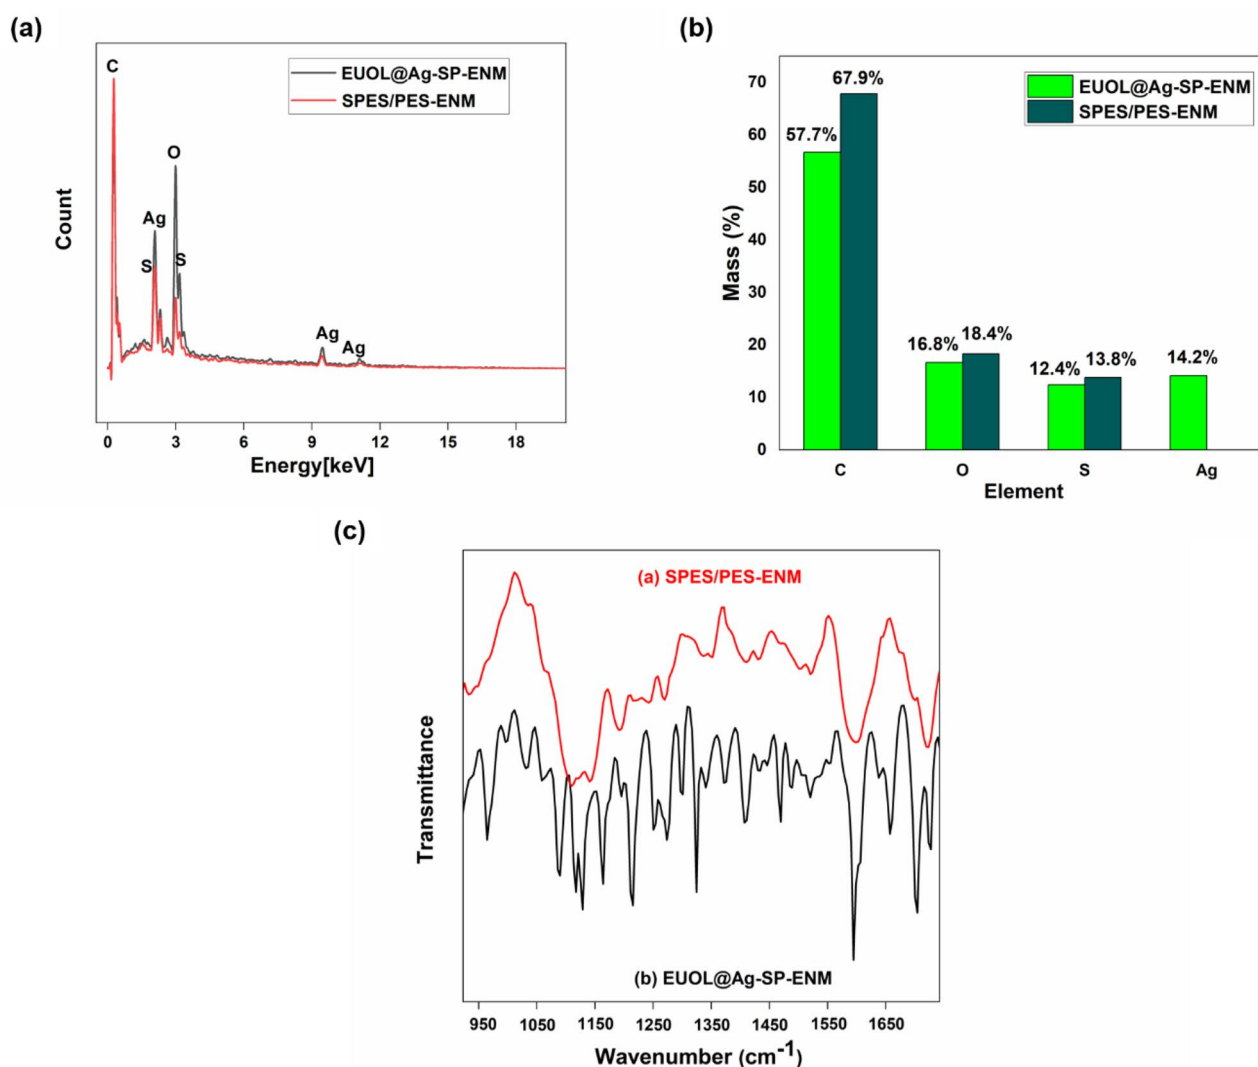 (a)
EUOL@Ag-SP-ENM
SPES/PES-ENM
C
O
Ag
S
S
Ag
Ag
Count
0 3 6 9 12 15 18
Energy[keV]
(b)
EUOL@Ag-SP-ENM
SPES/PES-ENM
70
60
50
40
30
20
10
0
Mass (%)
57.7%
67.9%
16.8%
18.4%
12.4%
13.8%
14.2%
C O S Ag
Element
(c)
(a) SPES/PES-ENM
(b) EUOL@Ag-SP-ENM
Transmittance
950 1050 1150 1250 1350 1450 1550 1650
Wavenumber (cm⁻¹)